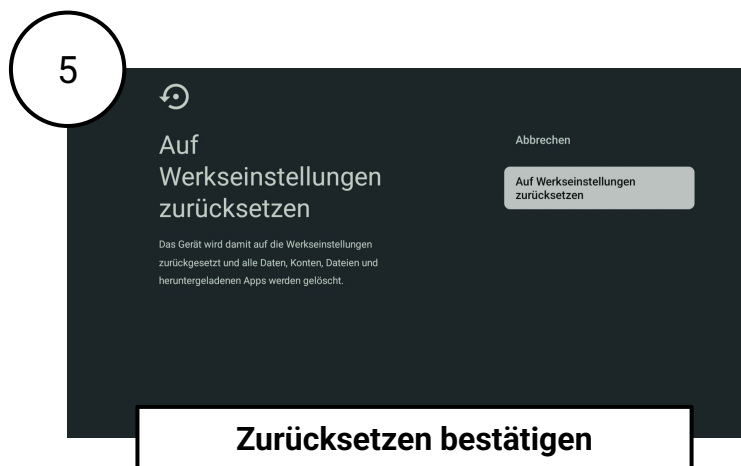 5
Auf
Werkseinstellungen
zurücksetzen
Das Gerät wird damit auf die Werkseinstellungen
zurückgesetzt und alle Daten, Konten, Dateien und
heruntergeladenen Apps werden gelöscht.
Abbrechen
Auf Werkseinstellungen
zurücksetzen
Zurücksetzen bestätigen